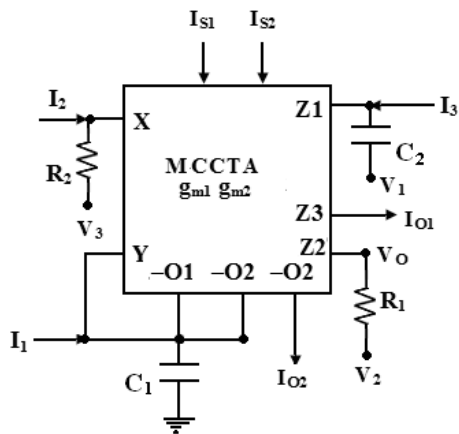 I_S1 I_S2
I_2 X Z1 I_3
MCCTA
g_m1 g_m2
R_2 C_2
V_1
V_3 Z3 I_O1
Y Z2 V_O
–O1 –O2 –O2
R_1
I_1
C_1 I_O2 V_2